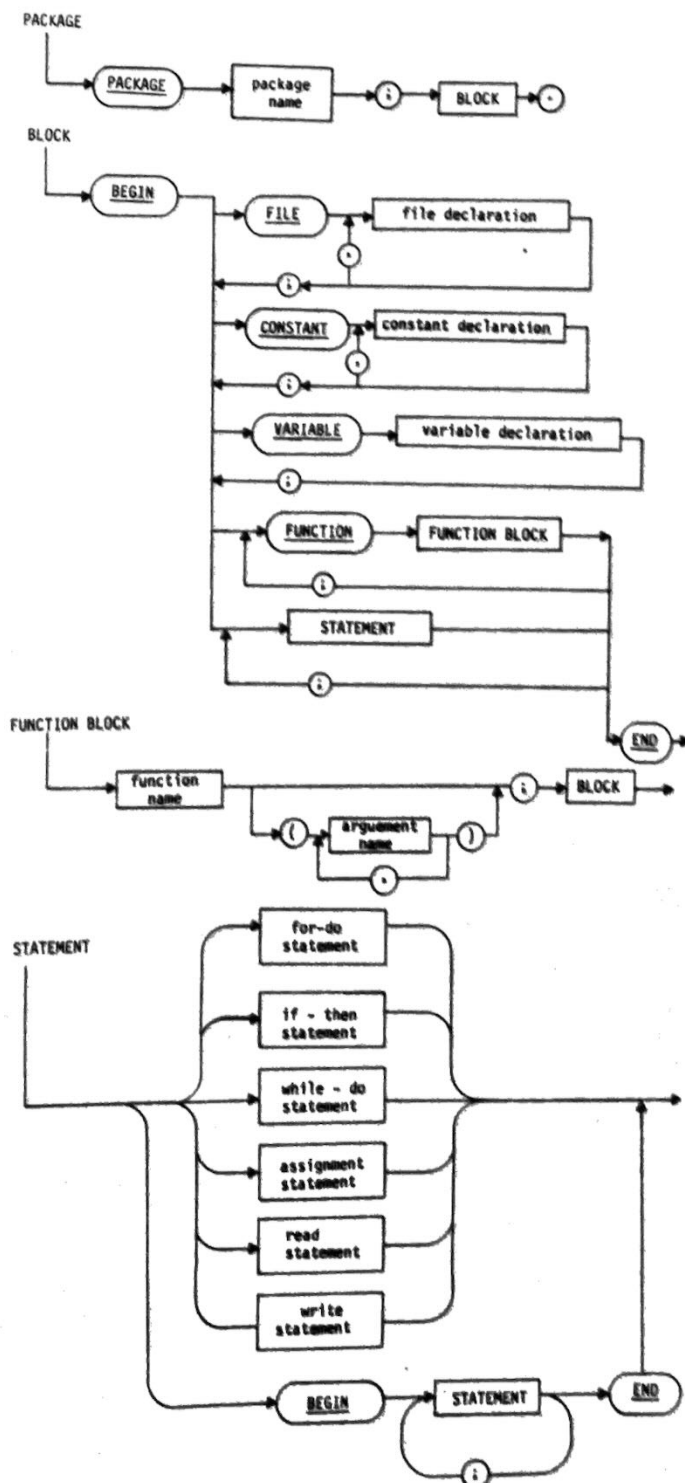 PACKAGE
PACKAGE
package
name
;
BLOCK
.
BLOCK
BEGIN
FILE
file declaration
,
;
CONSTANT
constant declaration
,
;
VARIABLE
variable declaration
;
FUNCTION
FUNCTION BLOCK
;
STATEMENT
;
END
FUNCTION BLOCK
function
name
(
arguement
name
)
,
;
BLOCK
STATEMENT
for-do
statement
if - then
statement
while - do
statement
assignment
statement
read
statement
write
statement
BEGIN
STATEMENT
;
END